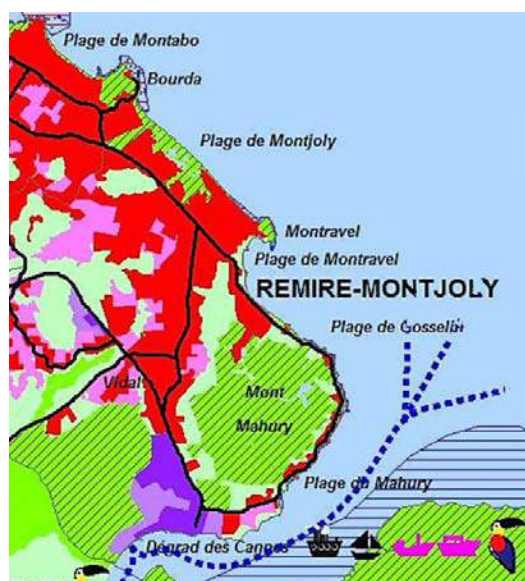 Plage de Montabo
Bourda
Plage de Montjoly
Montravel
Plage de Montravel
REMIRE-MONTJOLY
Plage de Gosselin
Vidal
Mont
Mahury
Plage du Mahury
Dégrad des Cannes